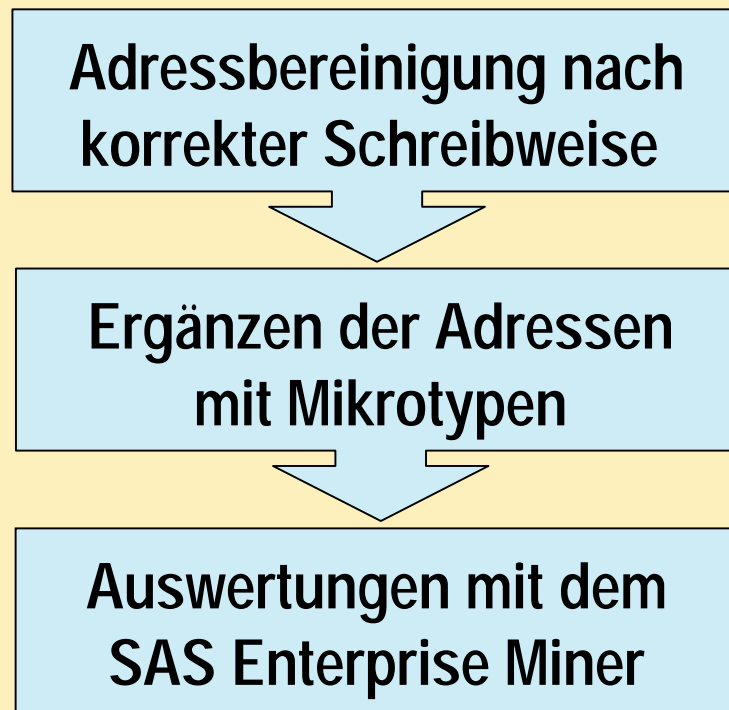 Adressbereinigung nach
korrekter Schreibweise
Ergänzen der Adressen
mit Mikrotypen
Auswertungen mit dem
SAS Enterprise Miner